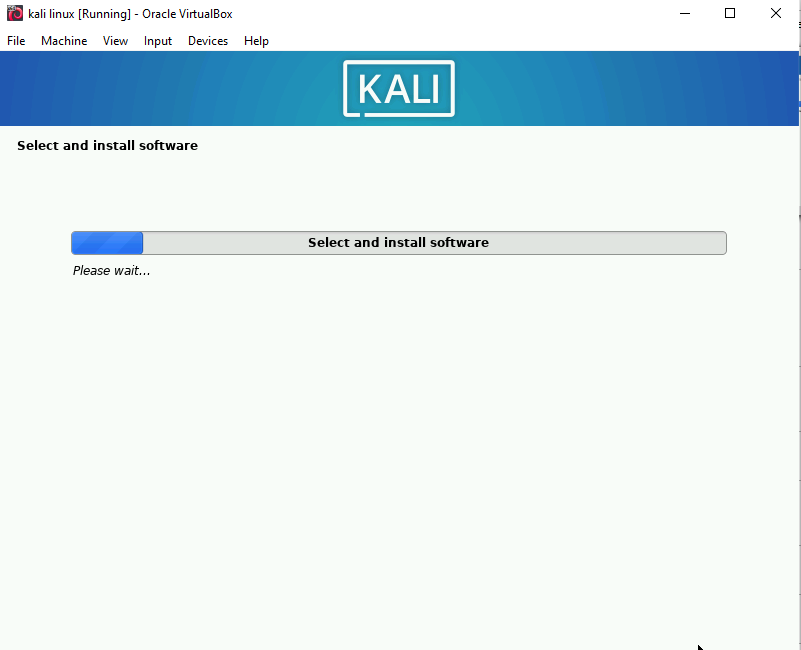 kali linux [Running] - Oracle VirtualBox
File Machine View Input Devices Help
KALI
Select and install software
Select and install software
Please wait...